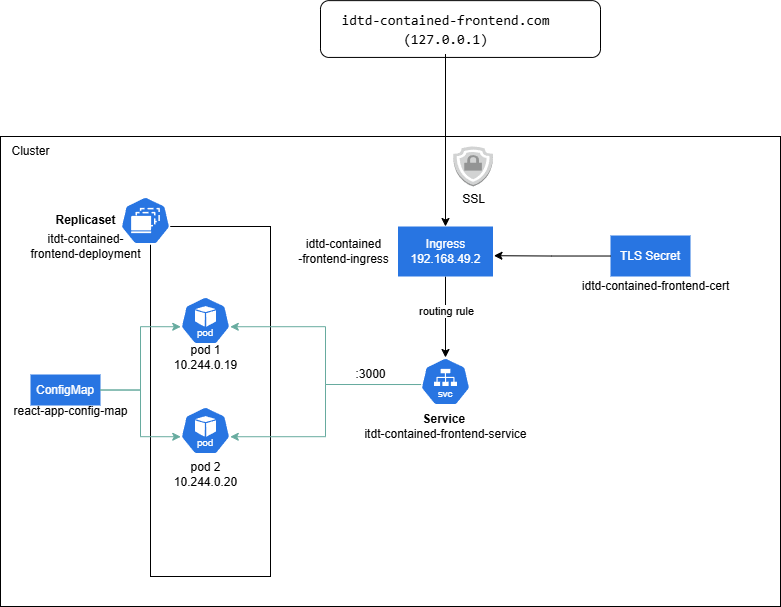 idtd-contained-frontend.com
(127.0.0.1)
Cluster
SSL
Replicaset
itdt-contained-
frontend-deployment
idtd-contained
-frontend-ingress
Ingress
192.168.49.2
TLS Secret
idtd-contained-frontend-cert
routing rule
pod
pod 1
10.244.0.19
:3000
svc
ConfigMap
react-app-config-map
Service
itdt-contained-frontend-service
pod
pod 2
10.244.0.20